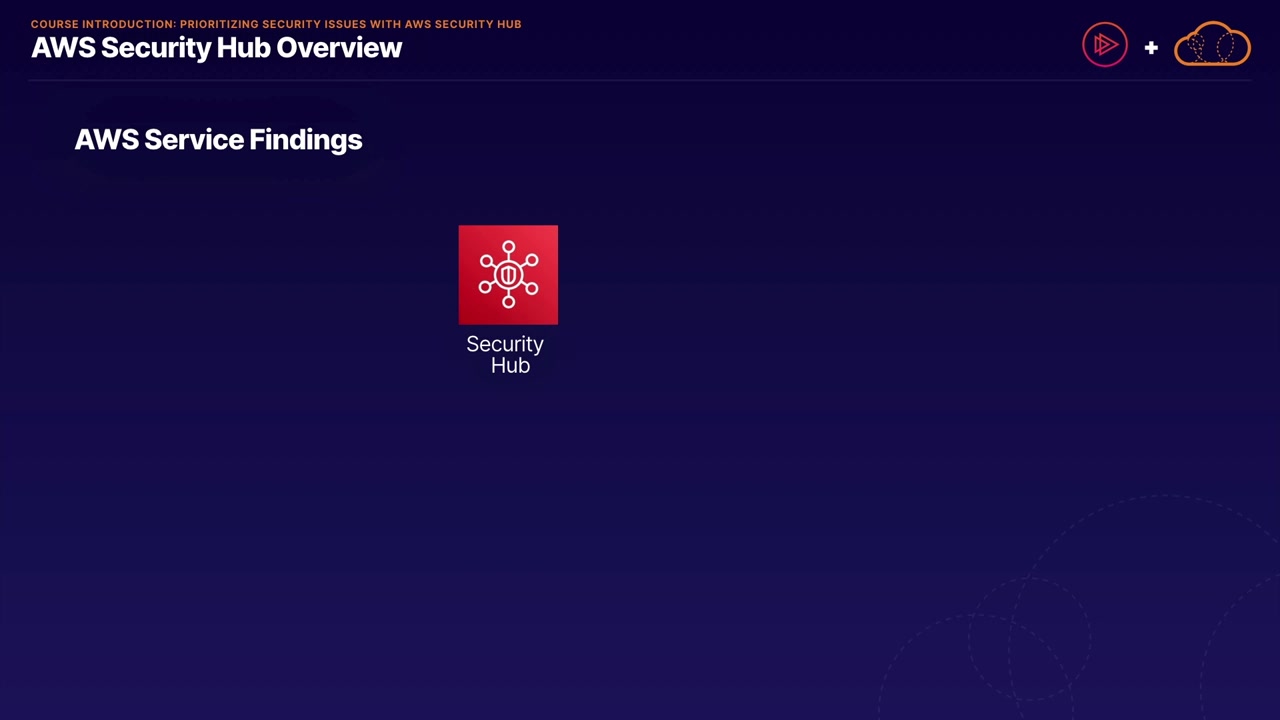 COURSE INTRODUCTION: PRIORITIZING SECURITY ISSUES WITH AWS SECURITY HUB
AWS Security Hub Overview
+
AWS Service Findings
Security
Hub